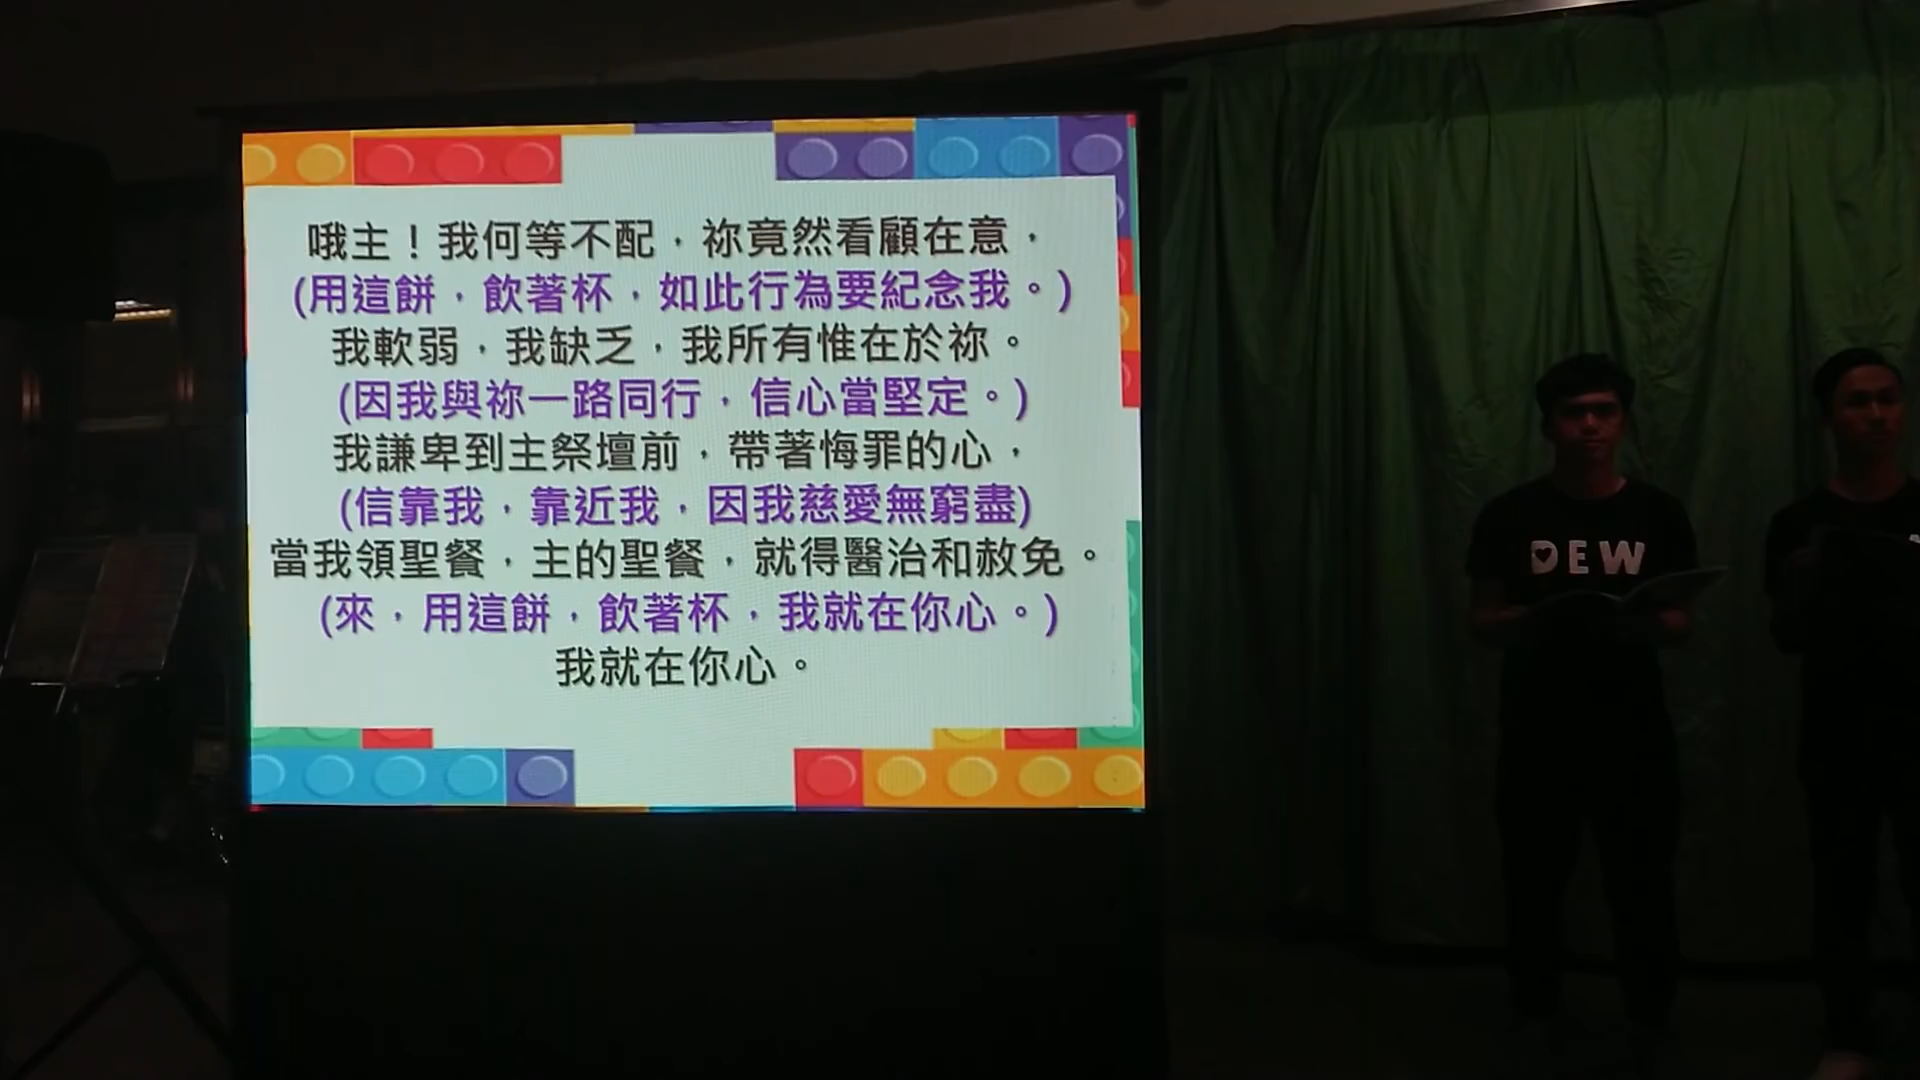 哦主！我何等不配，祢竟然看顧在意，
(用這餅，飲著杯，如此行為要紀念我。)
我軟弱，我缺乏，我所有惟在於祢。
(因我與祢一路同行，信心當堅定。)
我謙卑到主祭壇前，帶著悔罪的心，
(信靠我，靠近我，因我慈愛無窮盡)
當我領聖餐，主的聖餐，就得醫治和赦免。
(來，用這餅，飲著杯，我就在你心。)
我就在你心。
DEW